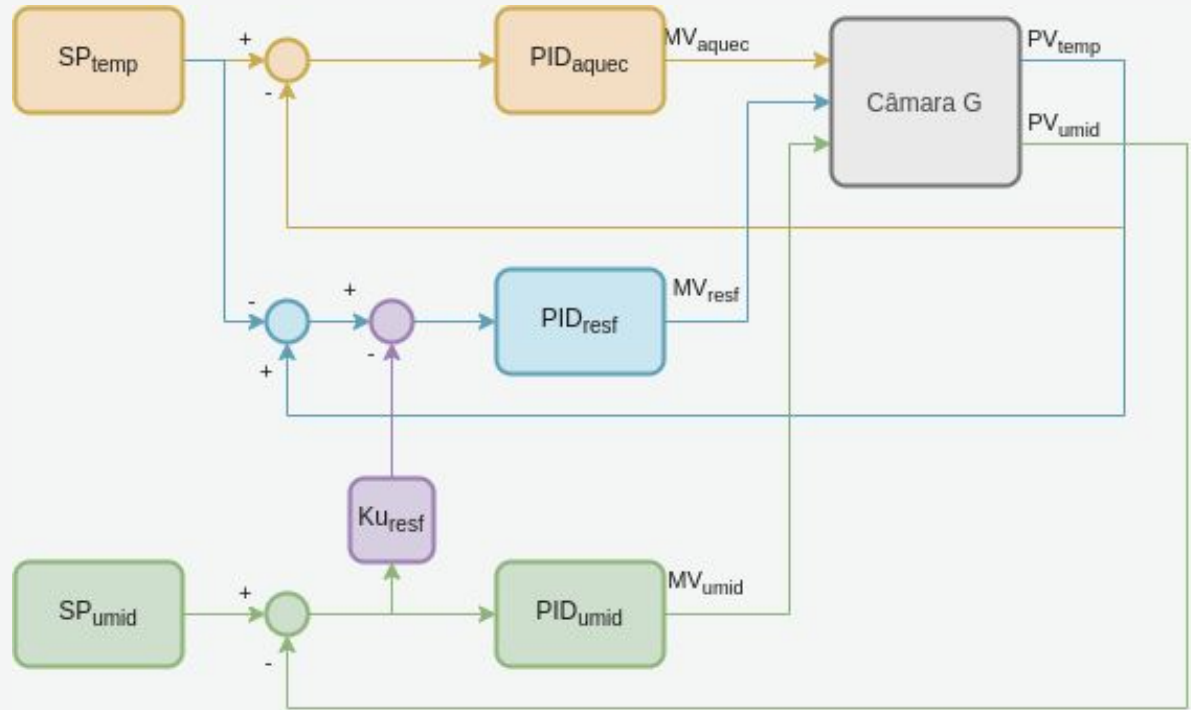 SPtemp
+
-
PIDaquec
MVaquec
Câmara G
PVtemp
PVumid
-
+
+
-
PIDresf
MVresf
Kuresf
SPumid
+
-
PIDumid
MVumid